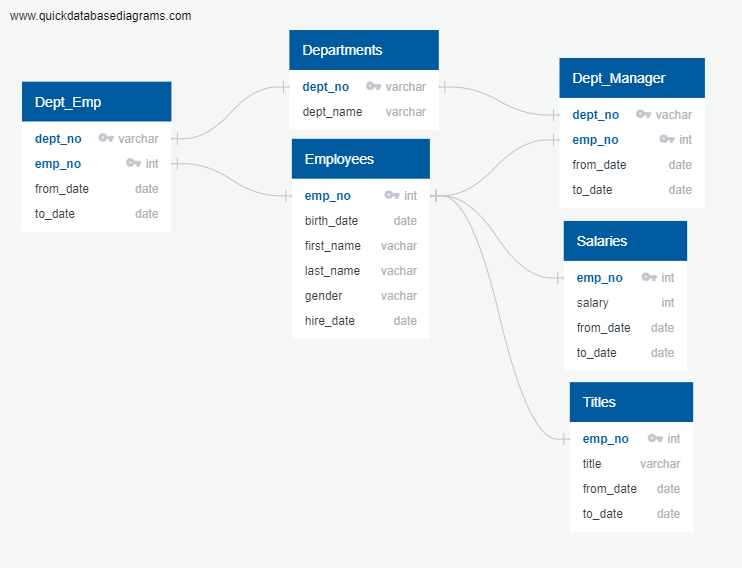 www.quickdatabasediagrams.com
Dept_Emp
dept_no varchar
emp_no int
from_date date
to_date date
Departments
dept_no varchar
dept_name varchar
Employees
emp_no int
birth_date date
first_name vachar
last_name vachar
gender vachar
hire_date date
Dept_Manager
dept_no vachar
emp_no int
from_date date
to_date date
Salaries
emp_no int
salary int
from_date date
to_date date
Titles
emp_no int
title varchar
from_date date
to_date date